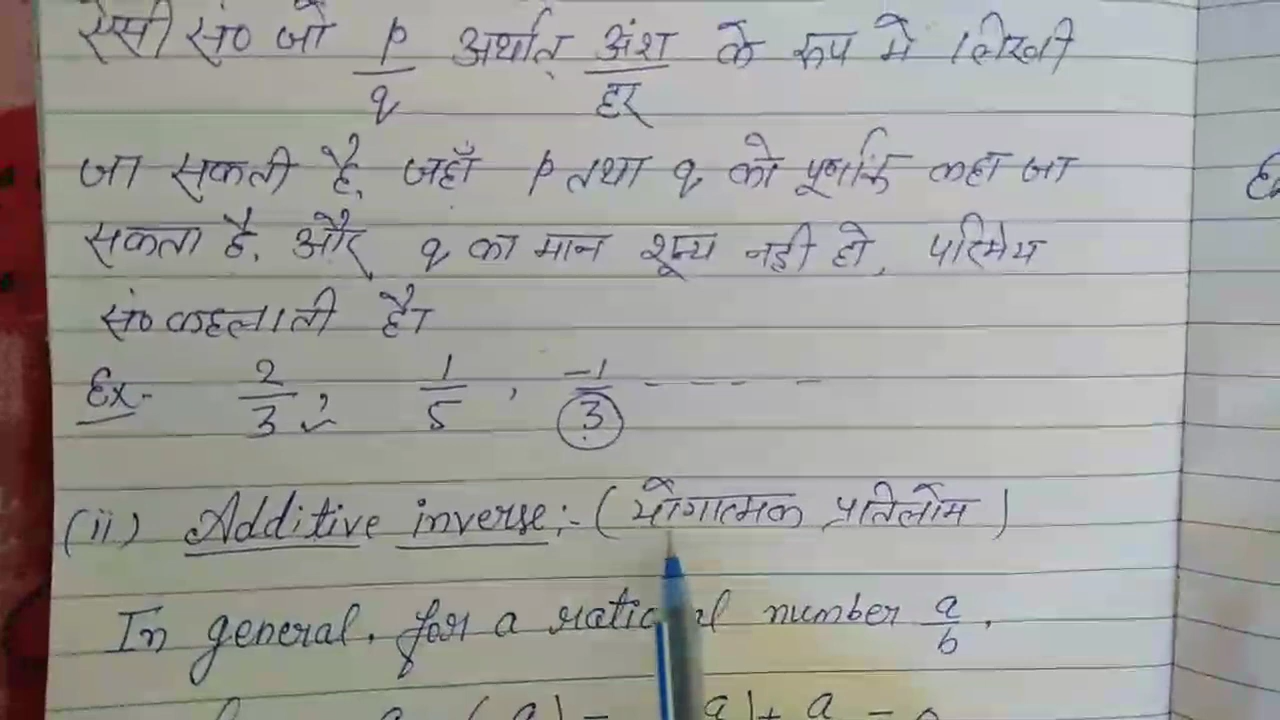 ऐसी सं० जो p/q अर्थात् अंश/हर के रूप मे लिखी
जा सकती है, जहाँ p तथा q को पूर्णांक कहा जा
सकता है, और q का मान शून्य नही हो, परिमेय
सं० कहलाती है।
Ex- 2/3, 1/5, -1/3 - - - -
(ii) Additive inverse :- (योगात्मक प्रतिलोम)
In general, for a rational number a/b,